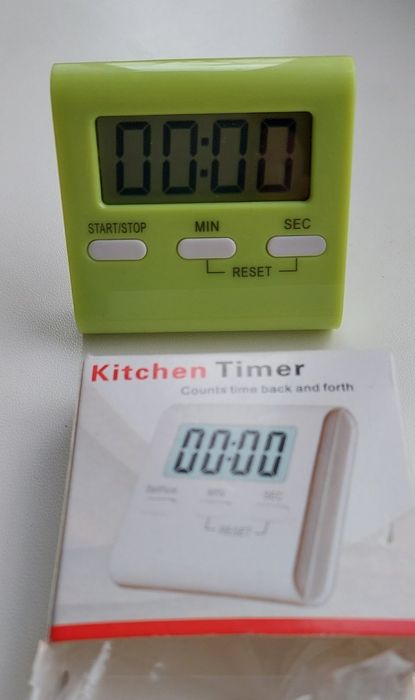 00:00
START/STOP MIN SEC
RESET
Kitchen Timer
Counts time back and forth
00:00
MIN SEC
RESET